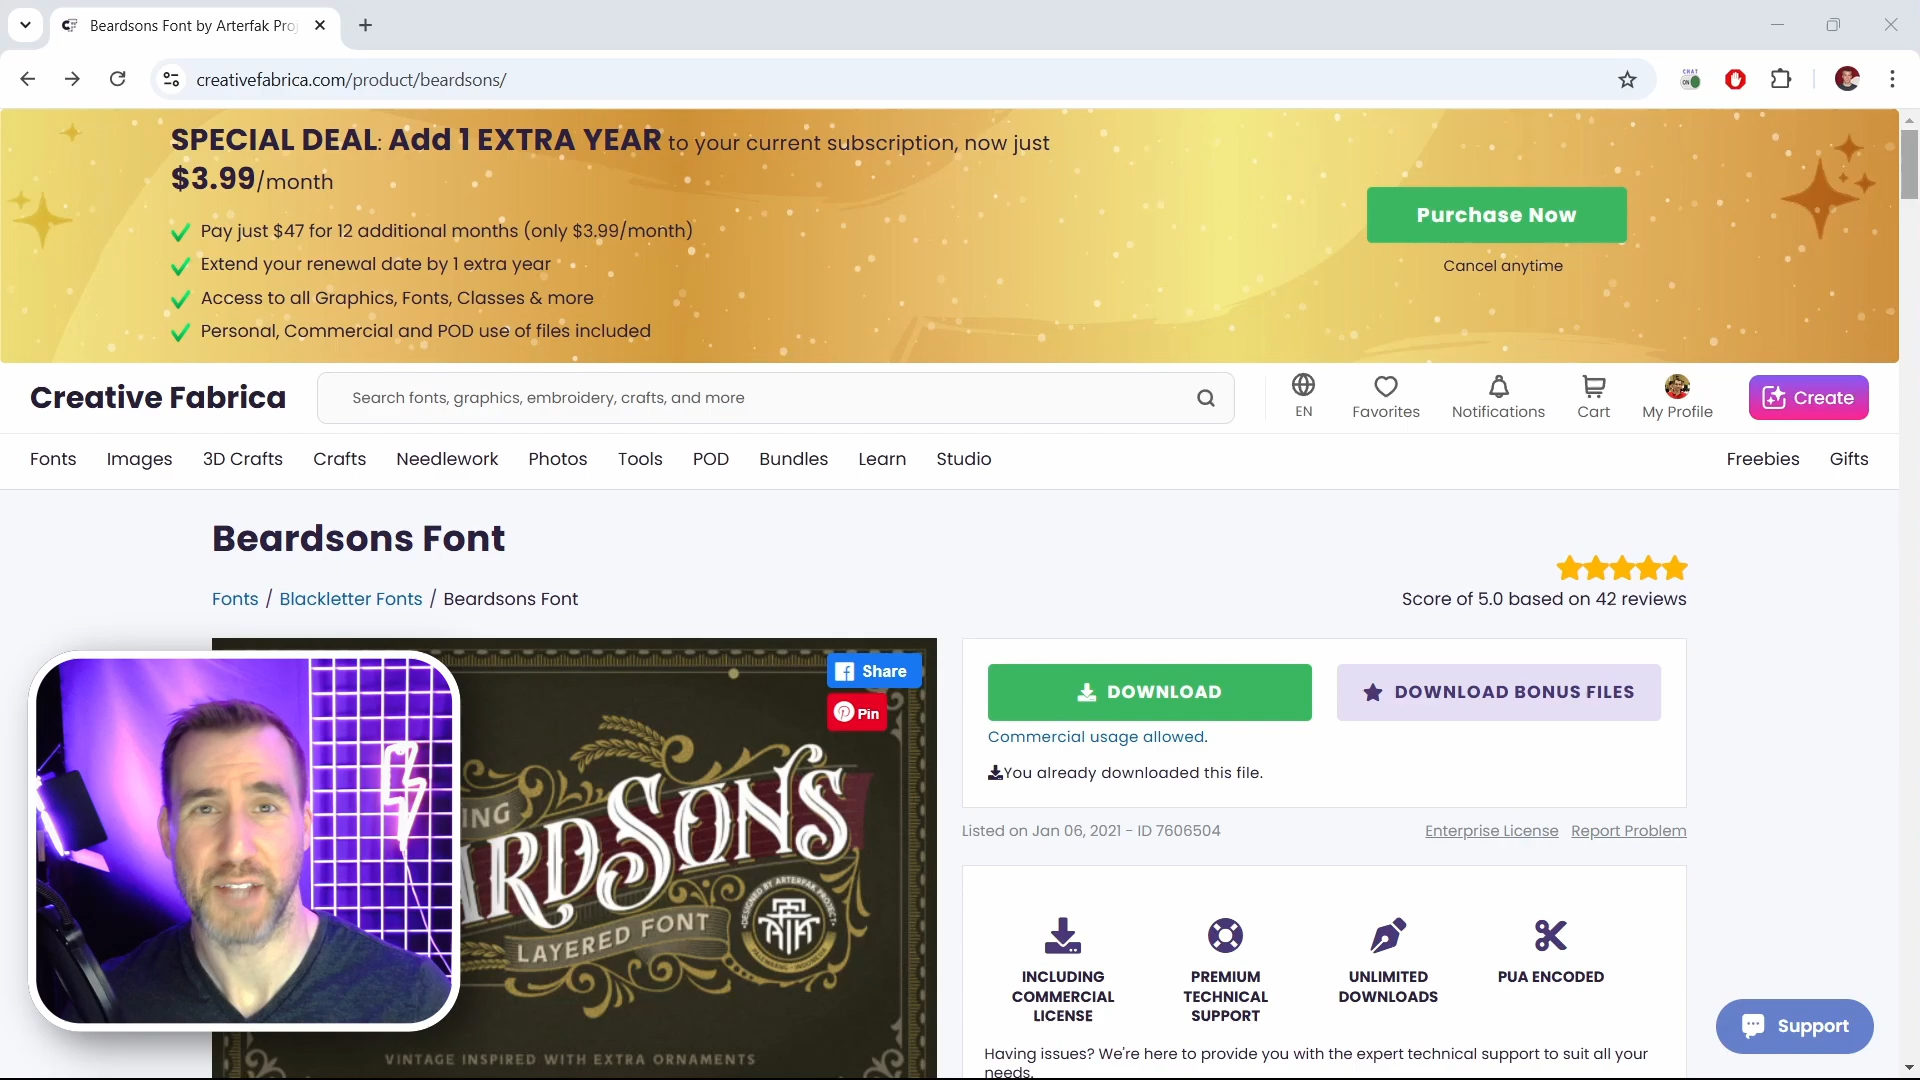 Beardsons Font by Arterfak Pro
creativefabrica.com/product/beardsons/
CHAT
ON
SPECIAL DEAL: Add 1 EXTRA YEAR to your current subscription, now just
$3.99/month
Pay just $47 for 12 additional months (only $3.99/month)
Extend your renewal date by 1 extra year
Access to all Graphics, Fonts, Classes & more
Personal, Commercial and POD use of files included
Purchase Now
Cancel anytime
Creative Fabrica
Search fonts, graphics, embroidery, crafts, and more
EN
Favorites
Notifications
Cart
My Profile
Create
Fonts Images 3D Crafts Crafts Needlework Photos Tools POD Bundles Learn Studio Freebies Gifts
Beardsons Font
Fonts / Blackletter Fonts / Beardsons Font
Score of 5.0 based on 42 reviews
Share
Pin
ING
ARDSONS
LAYERED FONT
DESIGNED BY ARTERFAK PROJECT
VINTAGE INSPIRED WITH EXTRA ORNAMENTS
DOWNLOAD
DOWNLOAD BONUS FILES
Commercial usage allowed.
You already downloaded this file.
Listed on Jan 06, 2021 - ID 7606504
Enterprise License Report Problem
INCLUDING COMMERCIAL LICENSE
PREMIUM TECHNICAL SUPPORT
UNLIMITED DOWNLOADS
PUA ENCODED
Having issues? We're here to provide you with the expert technical support to suit all your
needs.
Support